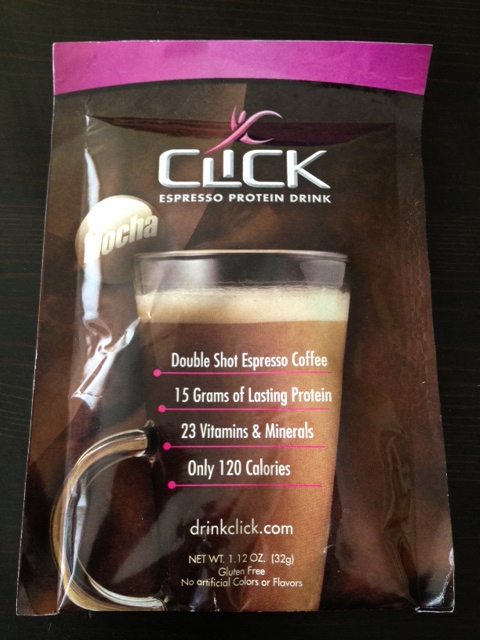 CLICK
ESPRESSO PROTEIN DRINK
Mocha
Double Shot Espresso Coffee
15 Grams of Lasting Protein
23 Vitamins & Minerals
Only 120 Calories
drinkclick.com
NET WT. 1.12 OZ. (32g)
Gluten Free
No artificial Colors or Flavors